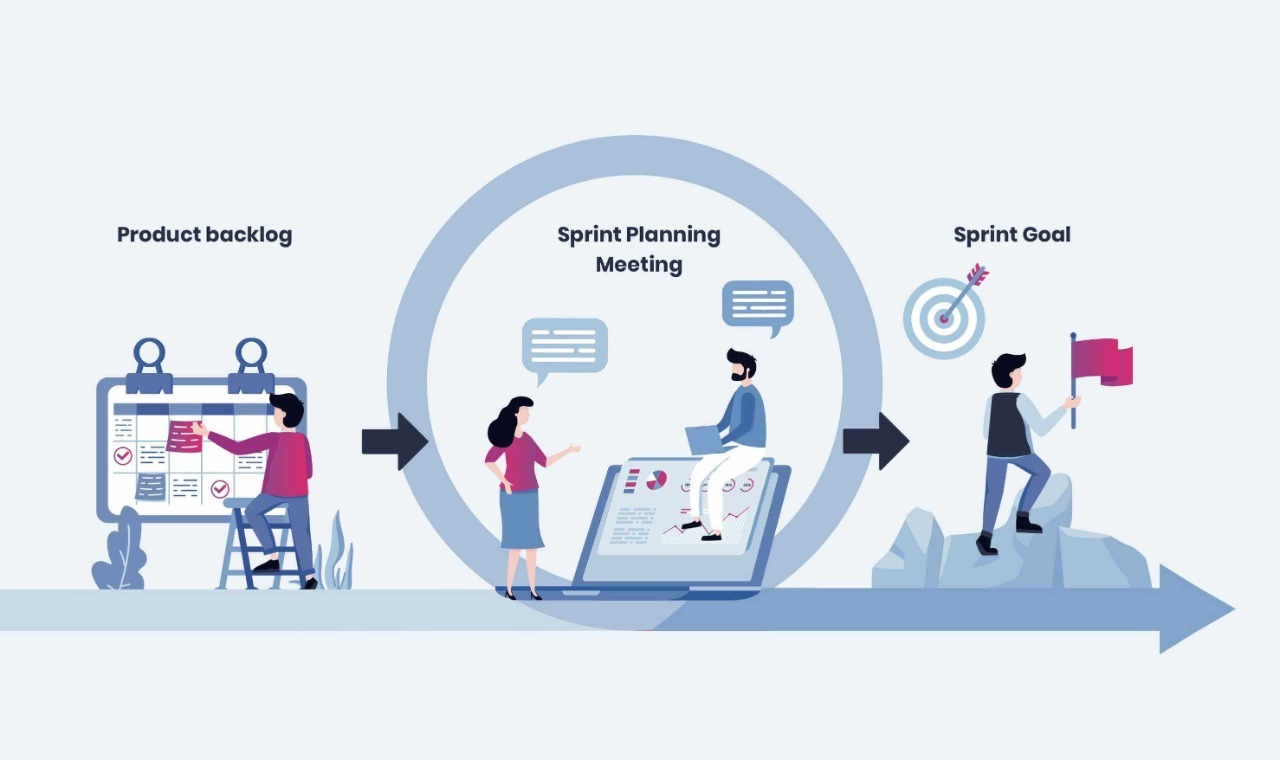 Product backlog
Sprint Planning
Meeting
Sprint Goal